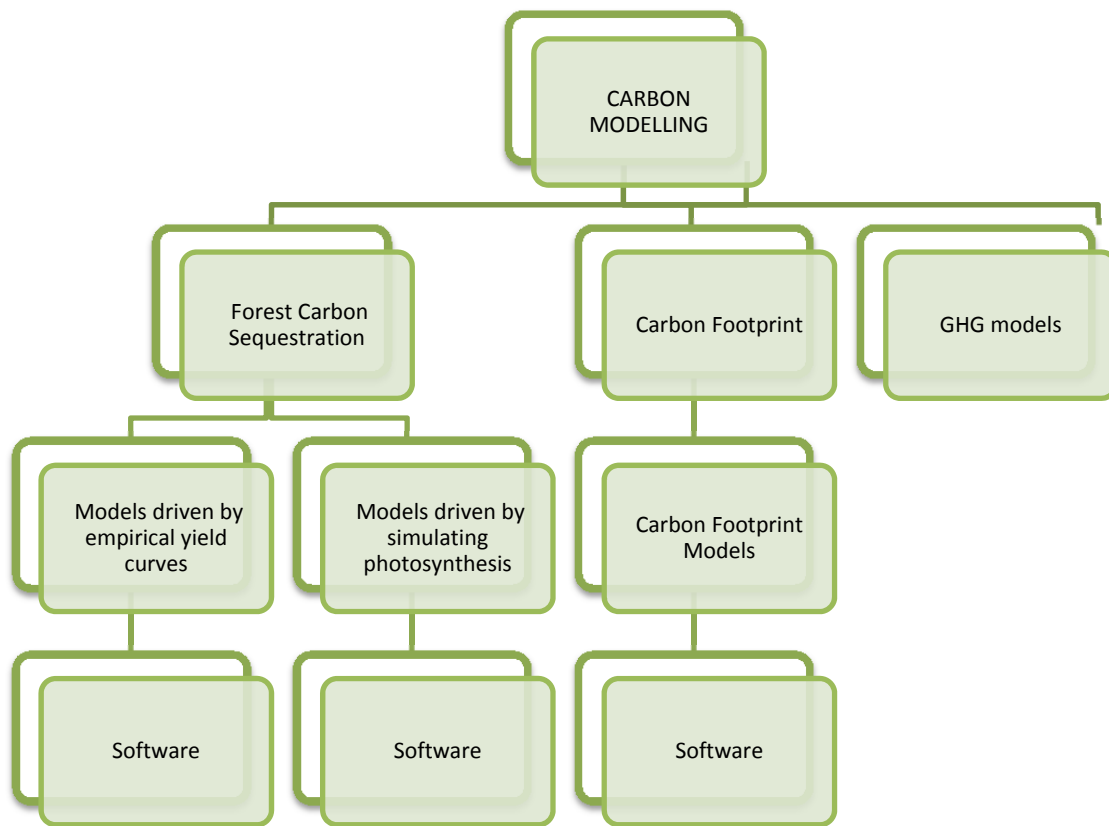 CARBON
MODELLING
Forest Carbon
Sequestration
Carbon Footprint
GHG models
Models driven by
empirical yield
curves
Models driven by
simulating
photosynthesis
Carbon Footprint
Models
Software
Software
Software